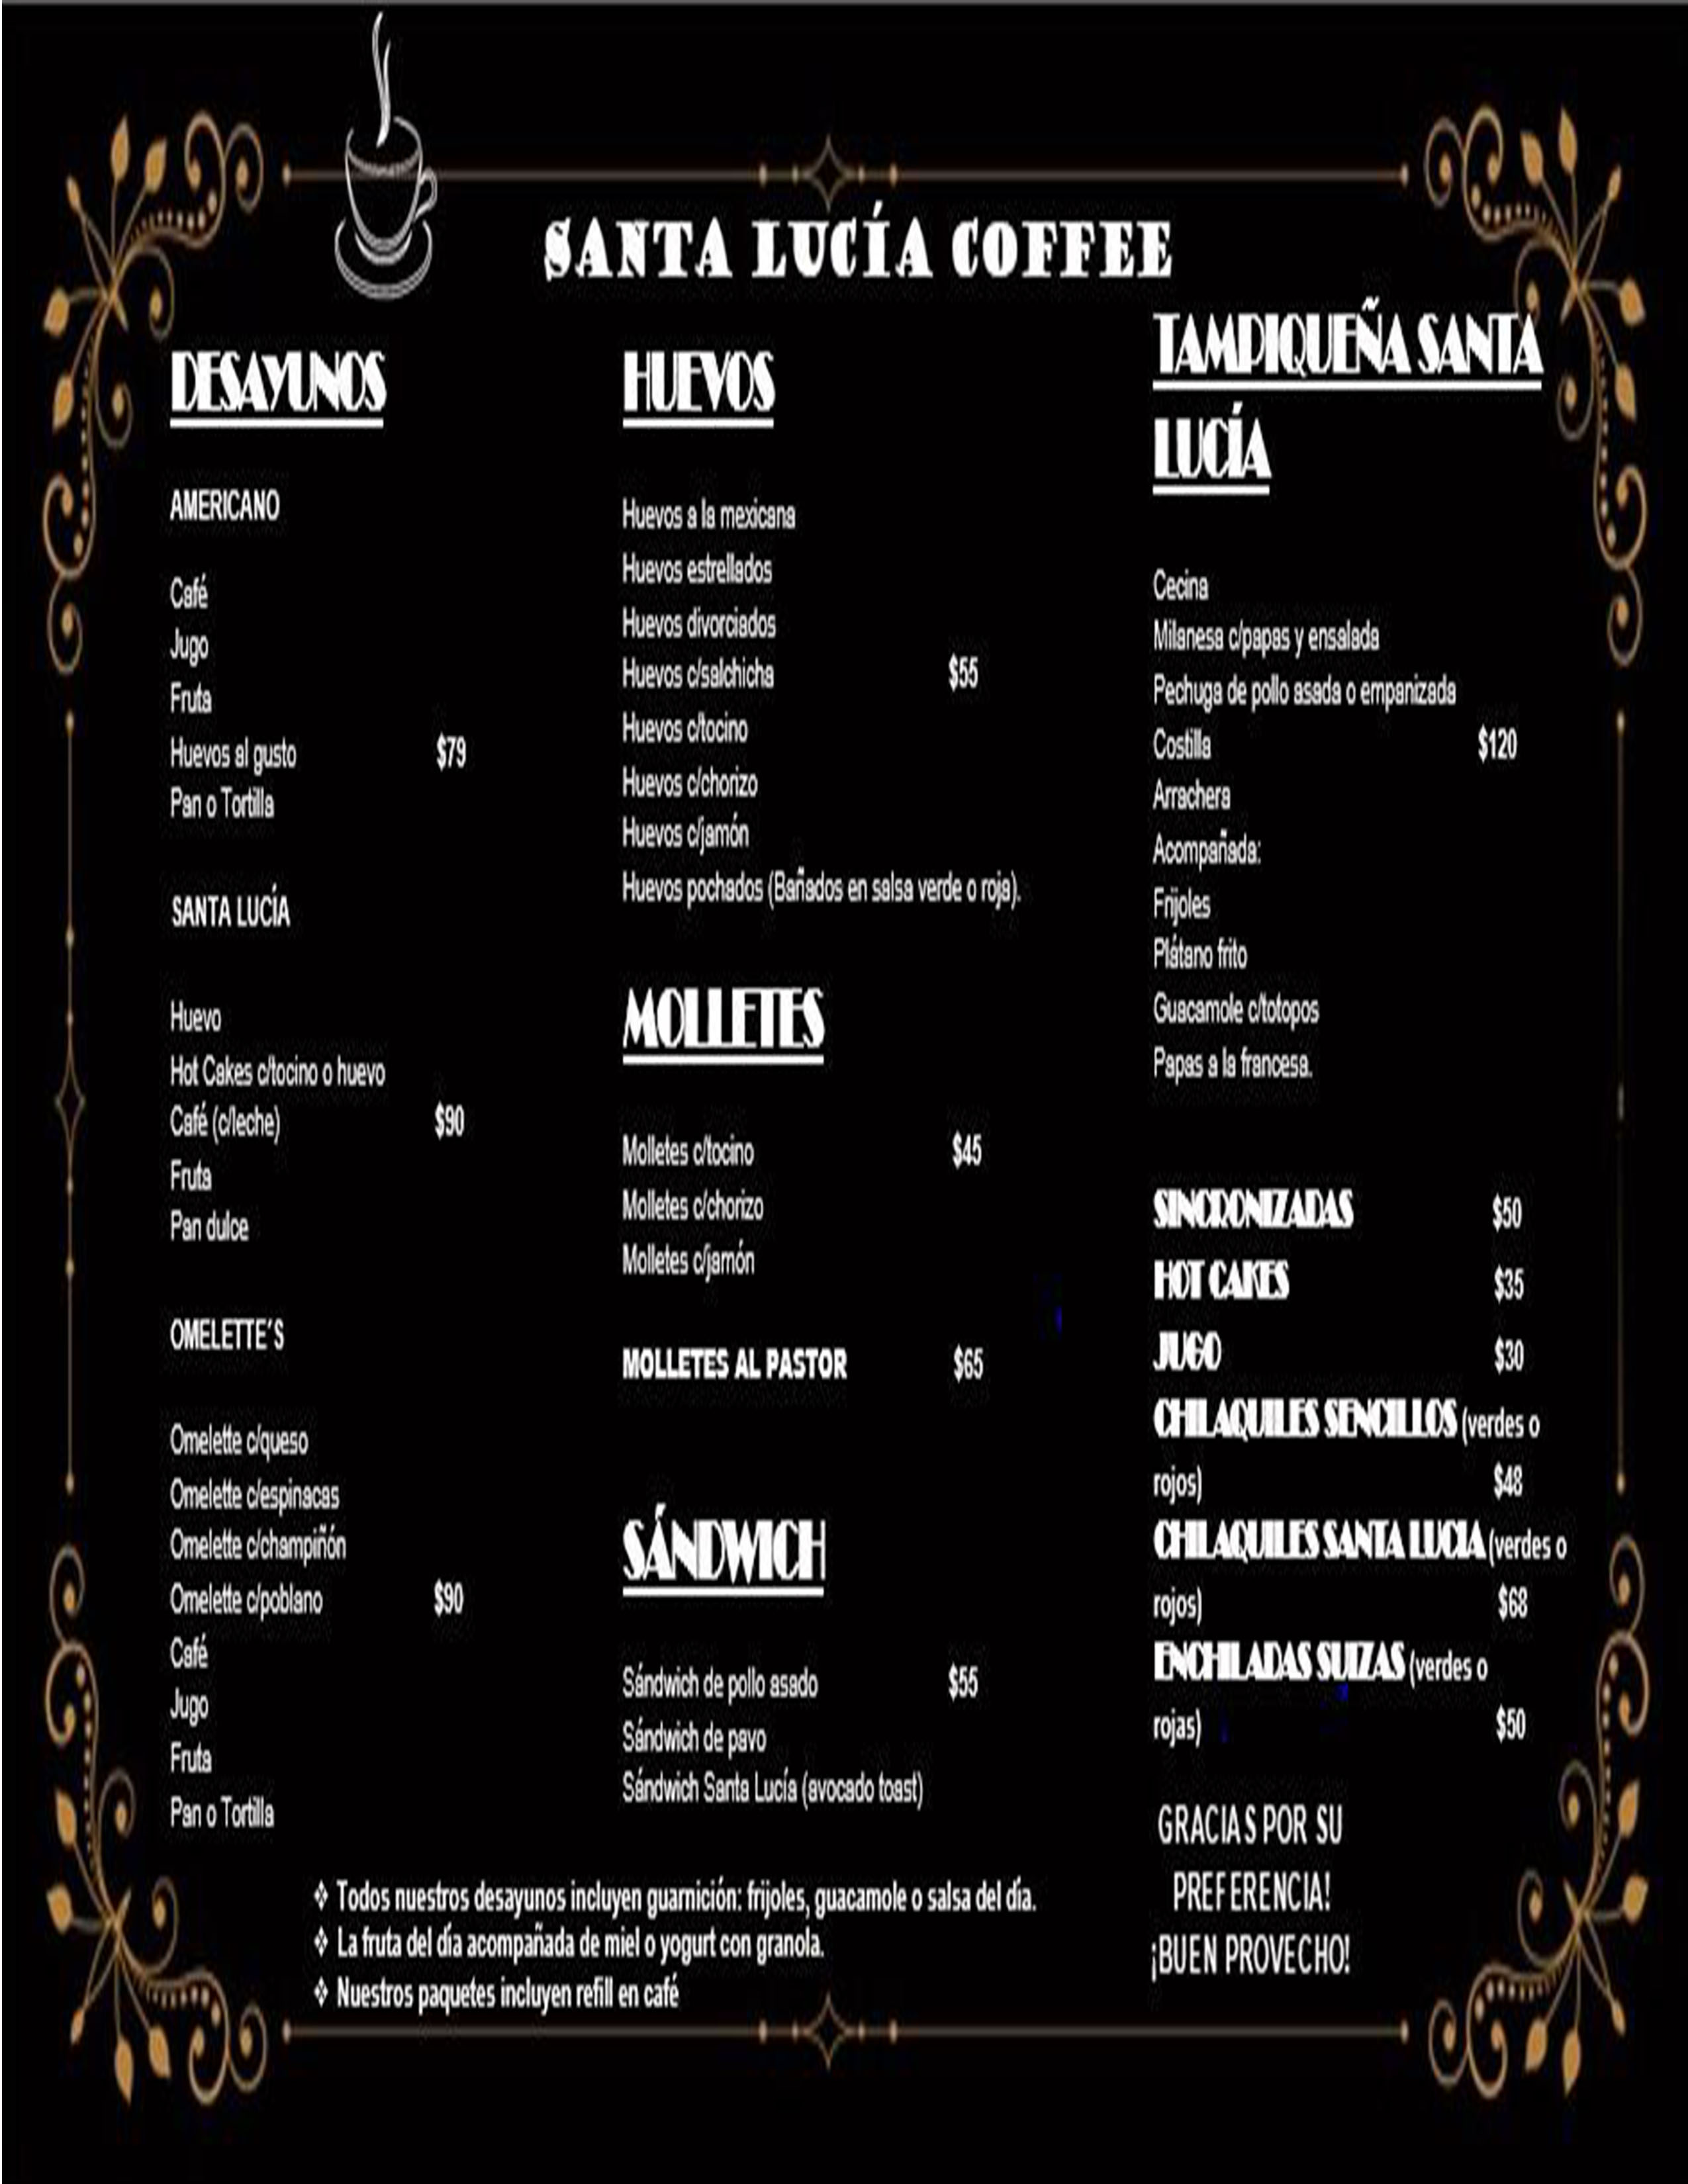 SANTA LUCÍA COFFEE
DESAYUNOS
AMERICANO
Café
Jugo
Fruta
Huevos al gusto $79
Pan o Tortilla
SANTA LUCÍA
Huevo
Hot Cakes c/tocino o huevo
Café (c/leche) $90
Fruta
Pan dulce
OMELETTE´S
Omelette c/queso
Omelette c/espinacas
Omelette c/champiñón
Omelette c/poblano $90
Café
Jugo
Fruta
Pan o Tortilla
HUEVOS
Huevos a la mexicana
Huevos estrellados
Huevos divorciados
Huevos c/salchicha $55
Huevos c/tocino
Huevos c/chorizo
Huevos c/jamón
Huevos pochados (Bañados en salsa verde o roja).
MOLLETES
Molletes c/tocino $45
Molletes c/chorizo
Molletes c/jamón
MOLLETES AL PASTOR $65
SÁNDWICH
Sándwich de pollo asado $55
Sándwich de pavo
Sándwich Santa Lucía (avocado toast)
TAMPIQUEÑA SANTA
LUCÍA
Cecina
Milanesa c/papas y ensalada
Pechuga de pollo asada o empanizada
Costilla $120
Arrachera
Acompañada:
Frijoles
Plátano frito
Guacamole c/totopos
Papas a la francesa.
SINCRONIZADAS $50
HOT CAKES $35
JUGO $30
CHILAQUILES SENCILLOS (verdes o
rojos) $48
CHILAQUILES SANTA LUCIA (verdes o
rojos) $68
ENCHILADAS SUIZAS (verdes o
rojas) $50
GRACIAS POR SU
PREFERENCIA!
¡BUEN PROVECHO!
❖ Todos nuestros desayunos incluyen guarnición: frijoles, guacamole o salsa del día.
❖ La fruta del día acompañada de miel o yogurt con granola.
❖ Nuestros paquetes incluyen refill en café